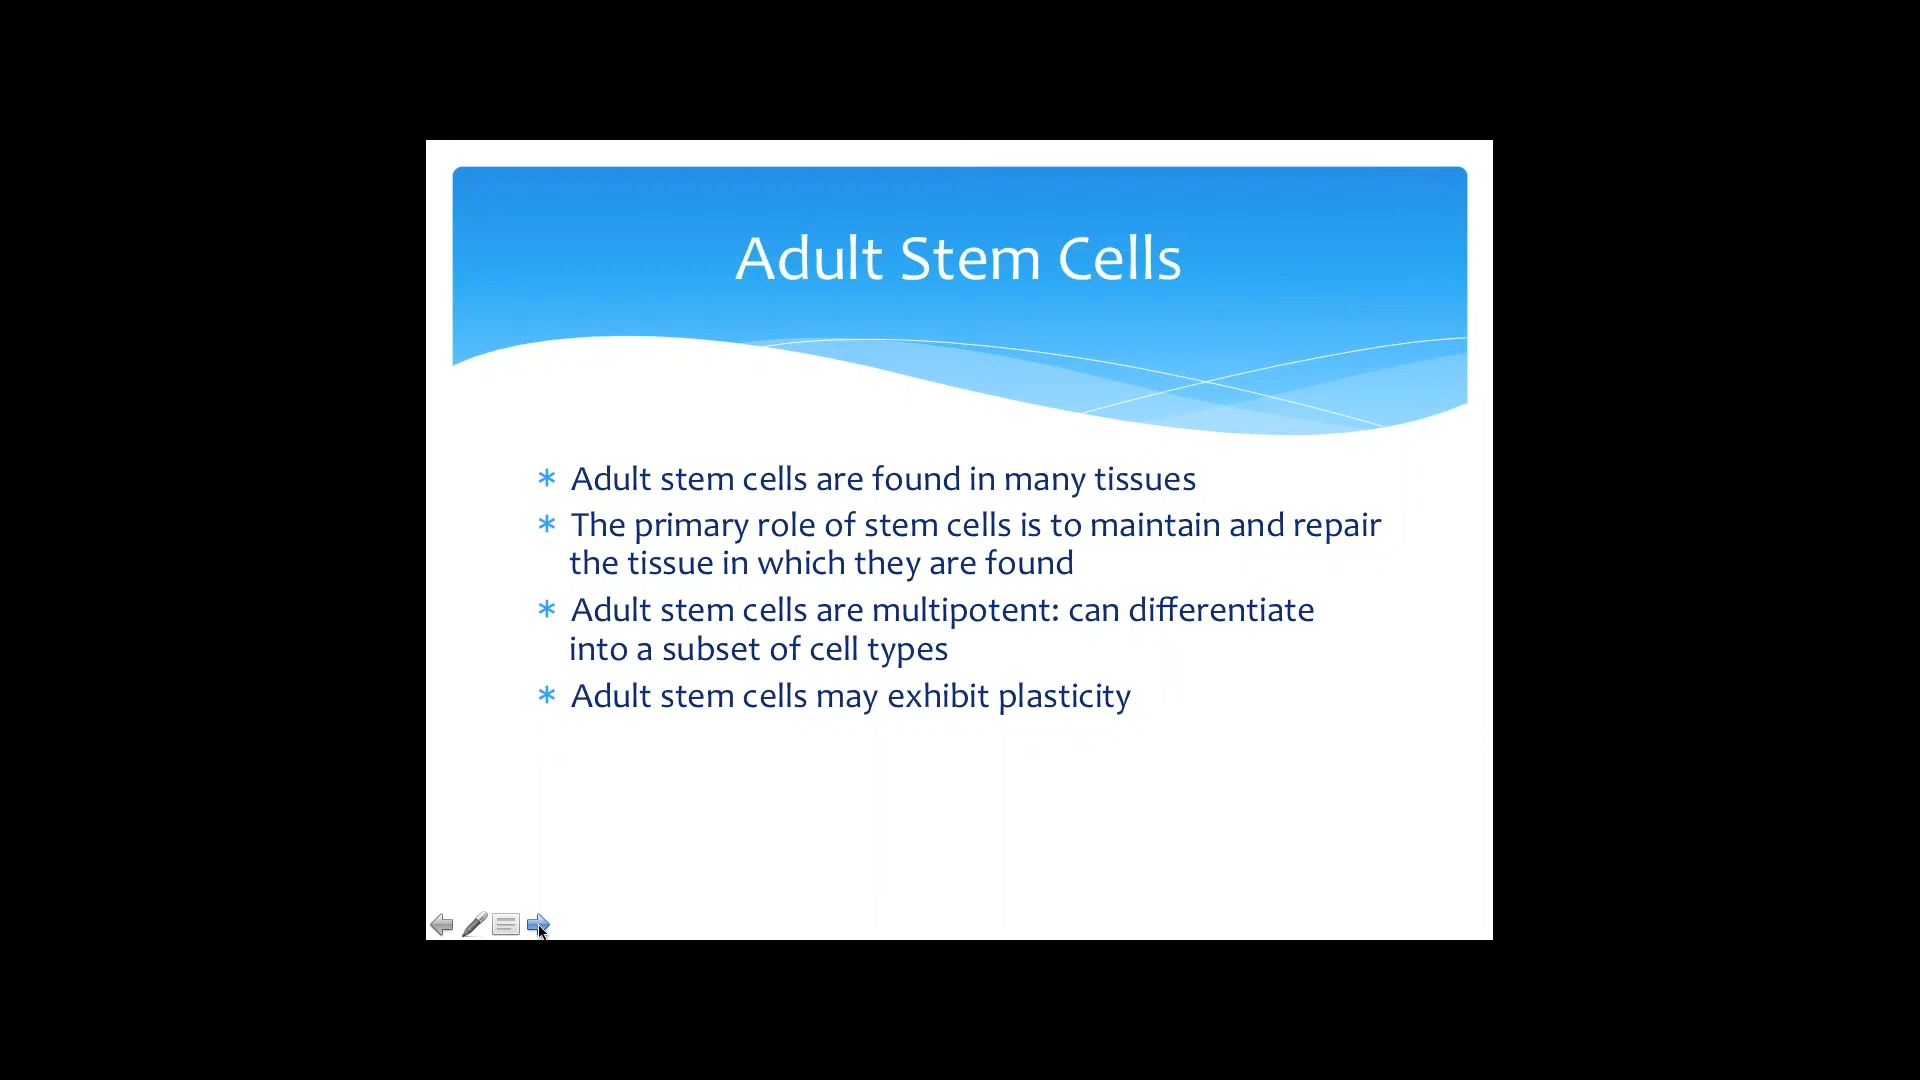 Adult Stem Cells
* Adult stem cells are found in many tissues
* The primary role of stem cells is to maintain and repair
the tissue in which they are found
* Adult stem cells are multipotent: can differentiate
into a subset of cell types
* Adult stem cells may exhibit plasticity